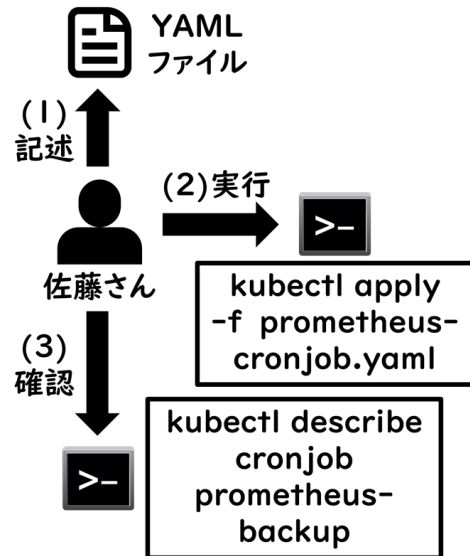 YAML
ファイル
(1)
記述
(2)実行
>-
佐藤さん
kubectl apply
-f prometheus-
cronjob.yaml
(3)
確認
>-
kubectl describe
cronjob
prometheus-
backup